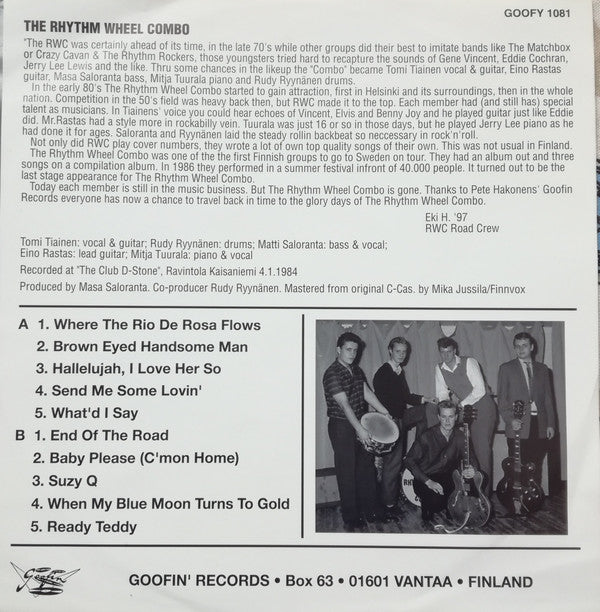 GOOFY 1081
THE RHYTHM WHEEL COMBO
"The RWC was certainly ahead of its time, in the late 70's while other groups did their best to imitate bands like The Matchbox
or Crazy Cavan & The Rhythm Rockers, those youngsters tried hard to recapture the sounds of Gene Vincent, Eddie Cochran,
Jerry Lee Lewis and the like. Thru some chances in the likeup the "Combo" became Tomi Tiainen vocal & guitar, Eino Rastas
guitar, Masa Saloranta bass, Mitja Tuurala piano and Rudy Ryynänen drums.
In the early 80's The Rhythm Wheel Combo started to gain attraction, first in Helsinki and its surroundings, then in the whole
nation. Competition in the 50's field was heavy back then, but RWC made it to the top. Each member had (and still has) special
talent as musicians. In Tiainens' voice you could hear echoes of Vincent, Elvis and Benny Joy and he played guitar just like Eddie
did. Mr.Rastas had a style more in rockabilly vein. Tuurala was just 16 or so in those days, but he played Jerry Lee piano as he
had done it for ages. Saloranta and Ryynänen laid the steady rollin backbeat so neccessary in rock'n'roll.
Not only did RWC play cover numbers, they wrote a lot of own top quality songs of their own. This was not usual in Finland.
The Rhythm Wheel Combo was one of the the first Finnish groups to go to Sweden on tour. They had an album out and three
songs on a compilation album. In 1986 they performed in a summer festival infront of 40.000 people. It turned out to be the
last stage appearance for The Rhythm Wheel Combo.
Today each member is still in the music business. But The Rhythm Wheel Combo is gone. Thanks to Pete Hakonens' Goofin
Records everyone has now a chance to travel back in time to the glory days of The Rhythm Wheel Combo.
Eki H. '97
RWC Road Crew
Tomi Tiainen: vocal & guitar; Rudy Ryynänen: drums; Matti Saloranta: bass & vocal;
Eino Rastas: lead guitar; Mitja Tuurala: piano & vocal
Recorded at "The Club D-Stone", Ravintola Kaisaniemi 4.1.1984
Produced by Masa Saloranta. Co-producer Rudy Ryynänen. Mastered from original C-Cas. by Mika Jussila/Finnvox
A 1. Where The Rio De Rosa Flows
2. Brown Eyed Handsome Man
3. Hallelujah, I Love Her So
4. Send Me Some Lovin'
5. What'd I Say
B 1. End Of The Road
2. Baby Please (C'mon Home)
3. Suzy Q
4. When My Blue Moon Turns To Gold
5. Ready Teddy
Goofin'
GOOFIN' RECORDS • Box 63 • 01601 VANTAA • FINLAND